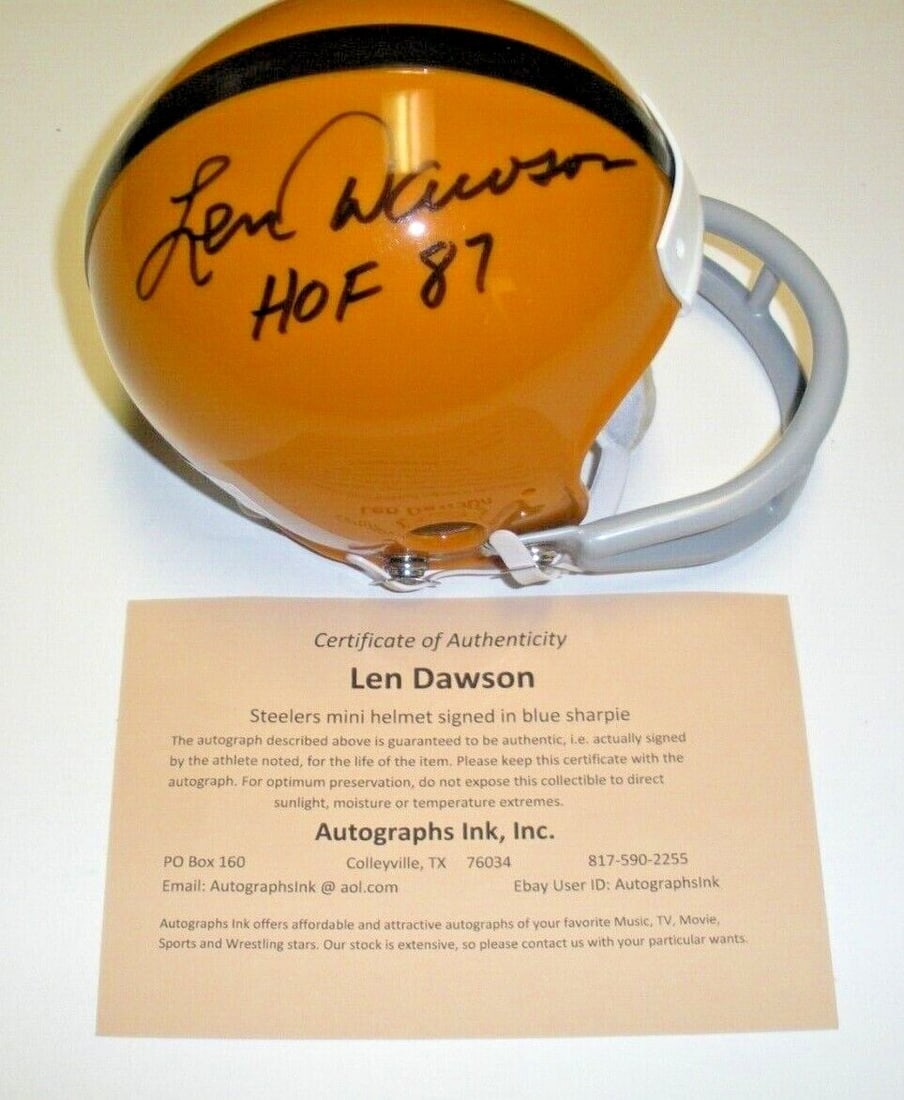 Len Dawson
HOF 87
Len Dawson
Certificate of Authenticity
Len Dawson
Steelers mini helmet signed in blue sharpie
The autograph described above is guaranteed to be authentic, i.e. actually signed
by the athlete noted, for the life of the item. Please keep this certificate with the
autograph. For optimum preservation, do not expose this collectible to direct
sunlight, moisture or temperature extremes.
Autographs Ink, Inc.
PO Box 160 Colleyville, TX 76034 817-590-2255
Email: AutographsInk @ aol.com Ebay User ID: AutographsInk
Autographs Ink offers affordable and attractive autographs of your favorite Music, TV, Movie,
Sports and Wrestling stars. Our stock is extensive, so please contact us with your particular wants.